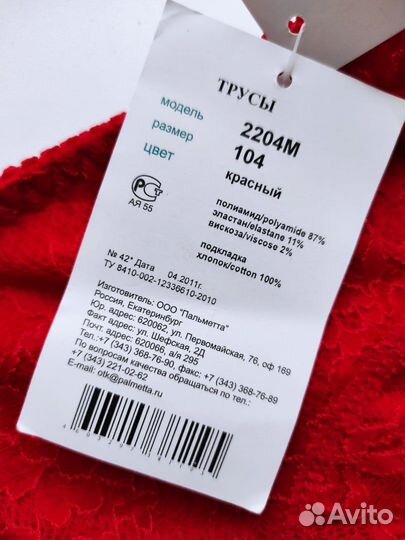 ТРУСЫ
модель 2204М
размер 104
цвет красный
РС
АЯ 55
полиамид/polyamide 87%
эластан/elastane 11%
вискоза/viscose 2%
подкладка
хлопок/cotton 100%
№ 42* Дата 04.2011г.
ТУ 8410-002-12336610-2010
Изготовитель: ООО "Пальметта"
Россия, Екатеринбург
Юр. адрес: 620062, ул. Первомайская, 76, оф 169
Факт. адрес: ул. Шефская, 2Д
Почт. адрес: 620066, а/я 295
Тел.: +7 (343) 368-76-90, факс: +7 (343) 368-76-89
По вопросам качества обращаться по тел.:
+7 (343) 221-02-62
E-mail: otk@palmetta.ru
Avito